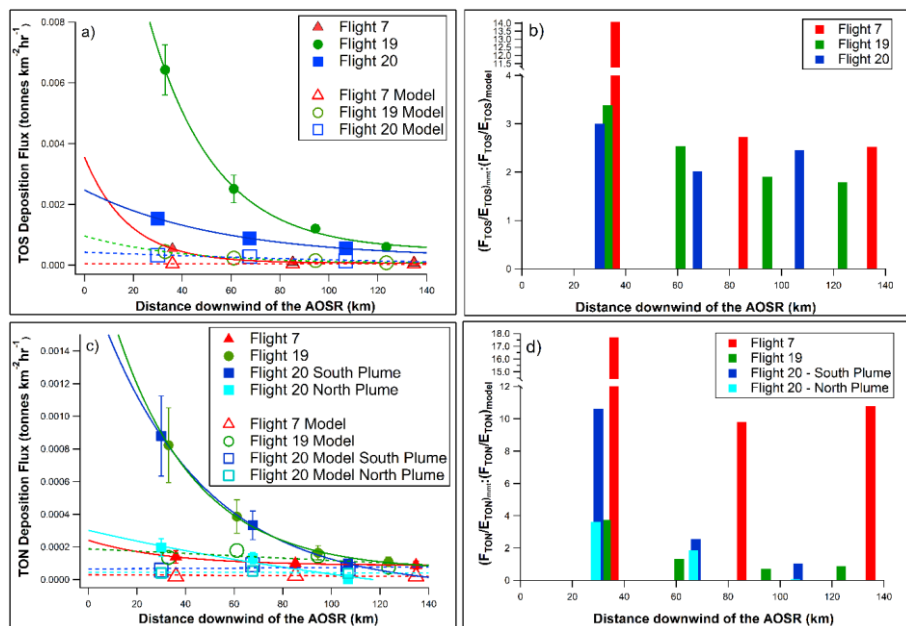 a)
TOS Deposition Flux (tonnes km-2hr-1)
0.008
0.006
0.004
0.002
0.000
Flight 7
Flight 19
Flight 20
Flight 7 Model
Flight 19 Model
Flight 20 Model
0 20 40 60 80 100 120 140
Distance downwind of the AOSR (km)
b)
(FTOS/ETOS)mmt:(FTOS/ETOS)model
14.0
13.5
13.0
12.5
11.5
4
3
2
1
0
Flight 7
Flight 19
Flight 20
0 20 40 60 80 100 120 140
Distance downwind of the AOSR (km)
c)
TON Deposition Flux (tonnes km-2hr-1)
0.0014
0.0012
0.0010
0.0008
0.0006
0.0004
0.0002
0.0000
Flight 7
Flight 19
Flight 20 South Plume
Flight 20 North Plume
Flight 7 Model
Flight 19 Model
Flight 20 Model South Plume
Flight 20 Model North Plume
0 20 40 60 80 100 120 140
Distance downwind of the AOSR (km)
d)
(FTON/ETON)mmt:(FTON/ETON)model
18.0
17.0
16.0
15.0
12
10
8
6
4
2
0
Flight 7
Flight 19
Flight 20 - South Plume
Flight 20 - North Plume
0 20 40 60 80 100 120 140
Distance downwind of the AOSR (km)